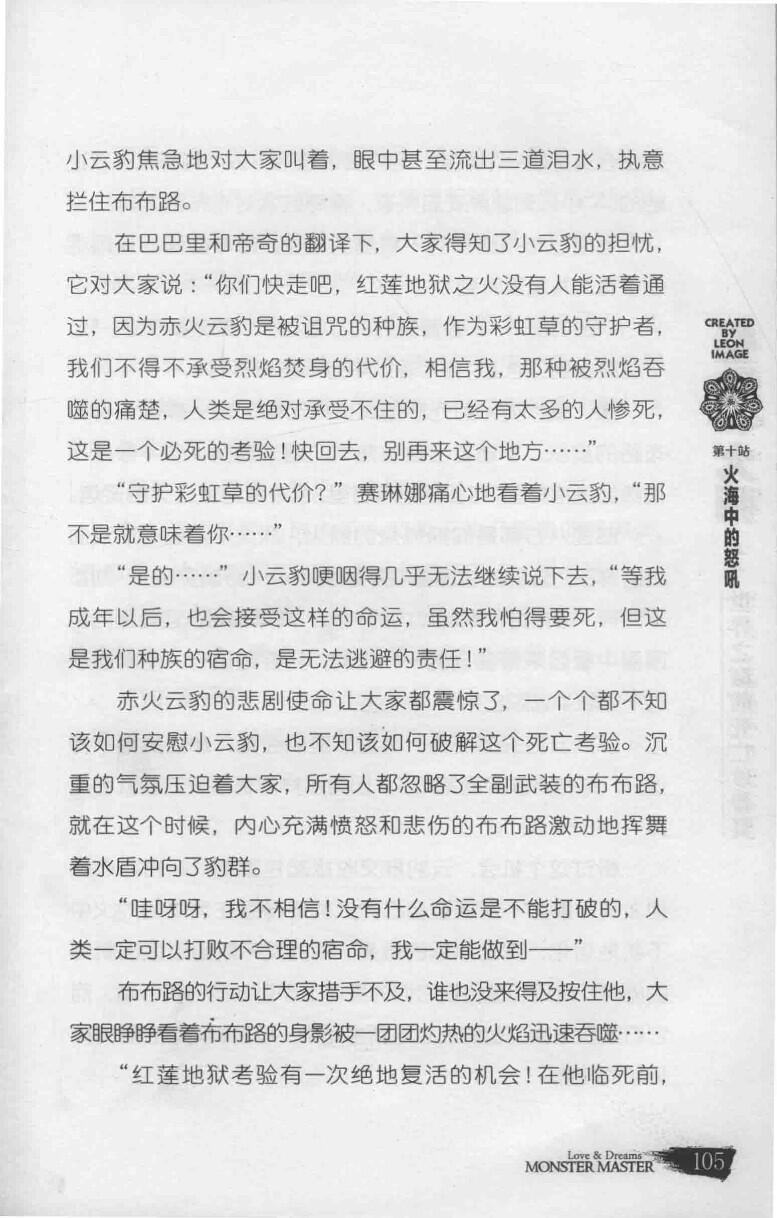 小云豹焦急地对大家叫着，眼中甚至流出三道泪水，执意
拦住布布路。
在巴巴里和帝奇的翻译下，大家得知了小云豹的担忧，
它对大家说：“你们快走吧，红莲地狱之火没有人能活着通
过，因为赤火云豹是被诅咒的种族，作为彩虹草的守护者，
我们不得不承受烈焰焚身的代价，相信我，那种被烈焰吞
噬的痛楚，人类是绝对承受不住的，已经有太多的人惨死，
这是一个必死的考验！快回去，别再来这个地方……”
“守护彩虹草的代价？”赛琳娜痛心地看着小云豹，“那
不是就意味着你……”
“是的……”小云豹哽咽得几乎无法继续说下去，“等我
成年以后，也会接受这样的命运，虽然我怕得要死，但这
是我们种族的宿命，是无法逃避的责任！”
赤火云豹的悲剧使命让大家都震惊了，一个个都不知
该如何安慰小云豹，也不知该如何破解这个死亡考验。沉
重的气氛压迫着大家，所有人都忽略了全副武装的布布路，
就在这个时候，内心充满愤怒和悲伤的布布路激动地挥舞
着水盾冲向了豹群。
“哇呀呀，我不相信！没有什么命运是不能打破的，人
类一定可以打败不合理的宿命，我一定能做到——”
布布路的行动让大家措手不及，谁也没来得及按住他，大
家眼睁睁看着布布路的身影被一团团灼热的火焰迅速吞噬……
“红莲地狱考验有一次绝地复活的机会！在他临死前，
CREATED
BY
LEON
IMAGE
第十站
火海中的怒吼
Love & Dreams
MONSTER MASTER
105